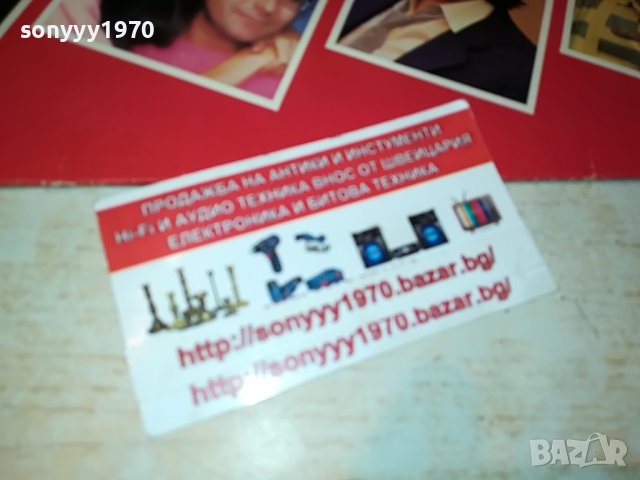 sonyyy1970
ПРОДАЖБА НА АНТИКИ И ИНСТУМЕНТИ
Hi-Fi И АУДИО ТЕХНИКА ВНОС ОТ ШВЕЙЦАРИЯ
ЕЛЕКТРОНИКА И БИТОВА ТЕХНИКА
http://sonyyy1970.bazar.bg/
http://sonyyy1970.bazar.bg/
BAZAR